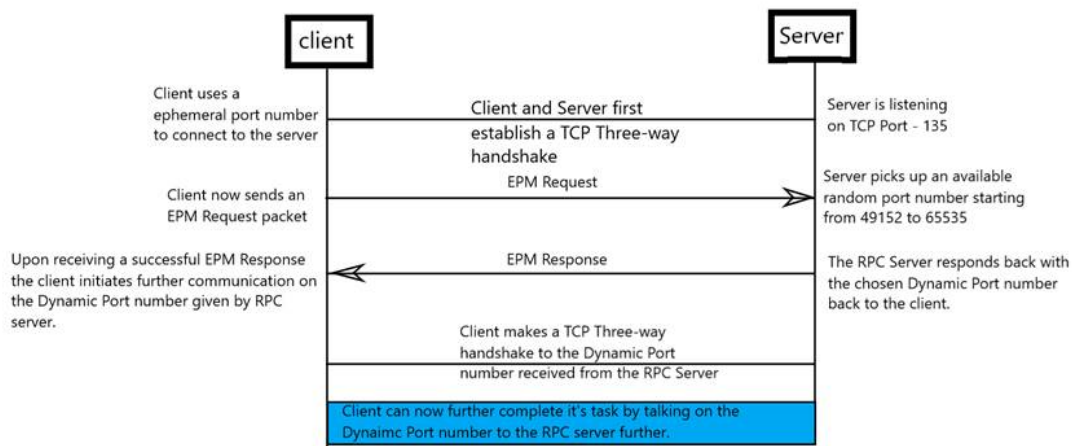 client
Server
Client uses a
ephemeral port number
to connect to the server
Client and Server first
establish a TCP Three-way
handshake
Server is listening
on TCP Port - 135
Client now sends an
EPM Request packet
EPM Request
Server picks up an available
random port number starting
from 49152 to 65535
Upon receiving a successful EPM Response
the client initiates further communication on
the Dynamic Port number given by RPC
server.
EPM Response
The RPC Server responds back with
the chosen Dynamic Port number
back to the client.
Client makes a TCP Three-way
handshake to the Dynamic Port
number received from the RPC Server
Client can now further complete it's task by talking on the
Dynaimc Port number to the RPC server further.